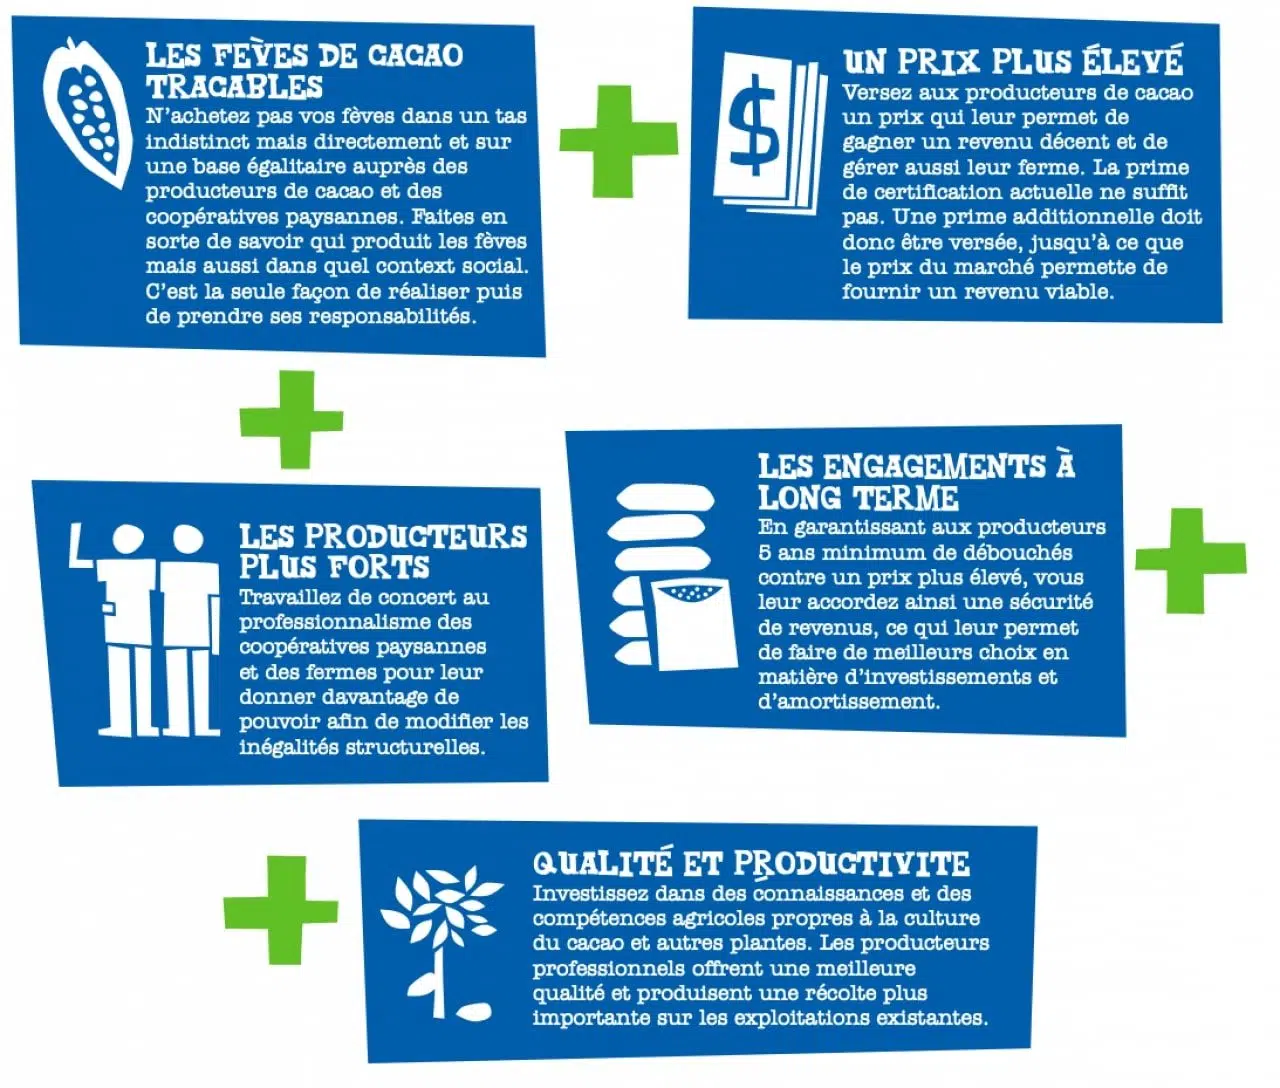 LES FÈVES DE CACAO
TRACABLES
N'achetez pas vos fèves dans un tas
indistinct mais directement et sur
une base égalitaire auprès des
producteurs de cacao et des
coopératives paysannes. Faites en
sorte de savoir qui produit les fèves
mais aussi dans quel context social.
C'est la seule façon de réaliser puis
de prendre ses responsabilités.
UN PRIX PLUS ÉLEVÉ
Versez aux producteurs de cacao
un prix qui leur permet de
gagner un revenu décent et de
gérer aussi leur ferme. La prime
de certification actuelle ne suffit
pas. Une prime additionnelle doit
donc être versée, jusqu'à ce que
le prix du marché permette de
fournir un revenu viable.
LES PRODUCTEURS
PLUS FORTS
Travaillez de concert au
professionnalisme des
coopératives paysannes
et des fermes pour leur
donner davantage de
pouvoir afin de modifier les
inégalités structurelles.
LES ENGAGEMENTS À
LONG TERME
En garantissant aux producteurs
5 ans minimum de débouchés
contre un prix plus élevé, vous
leur accordez ainsi une sécurité
de revenus, ce qui leur permet
de faire de meilleurs choix en
matière d'investissements et
d'amortissement.
QUALITÉ ET PRODUCTIVITE
Investissez dans des connaissances et des
compétences agricoles propres à la culture
du cacao et autres plantes. Les producteurs
professionnels offrent une meilleure
qualité et produisent une récolte plus
importante sur les exploitations existantes.